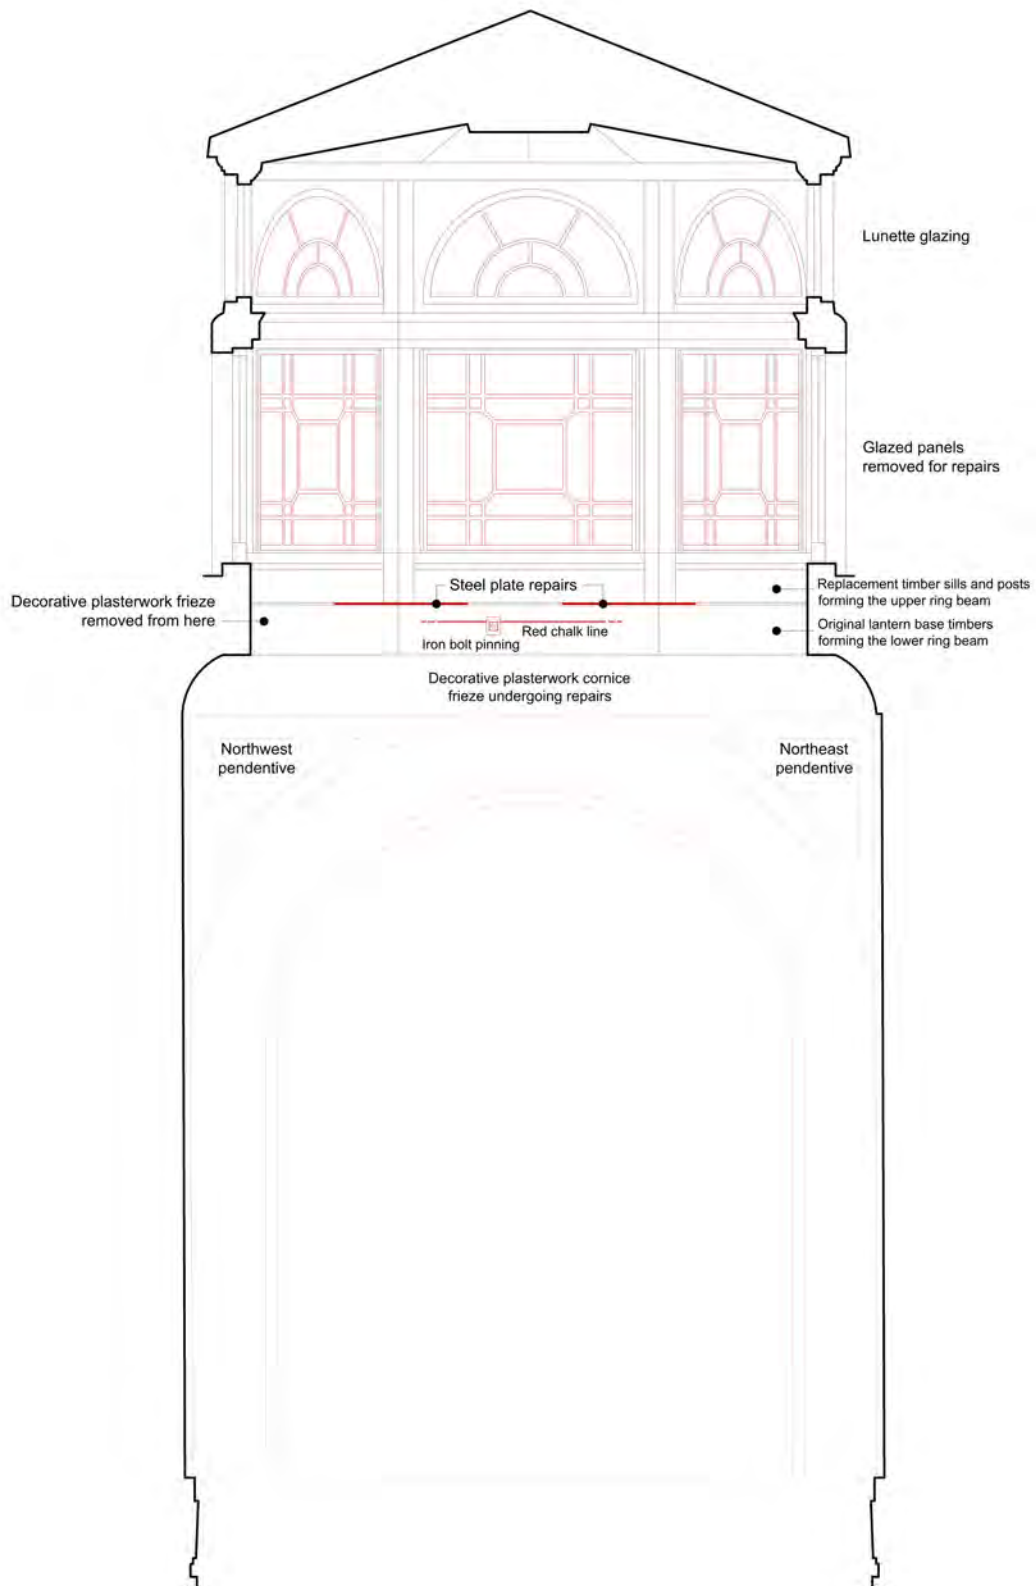 Lunette glazing
Glazed panels
removed for repairs
Steel plate repairs
Replacement timber sills and posts
forming the upper ring beam
Decorative plasterwork frieze
removed from here
Red chalk line
Original lantern base timbers
forming the lower ring beam
Iron bolt pinning
Decorative plasterwork cornice
frieze undergoing repairs
Northwest
pendentive
Northeast
pendentive